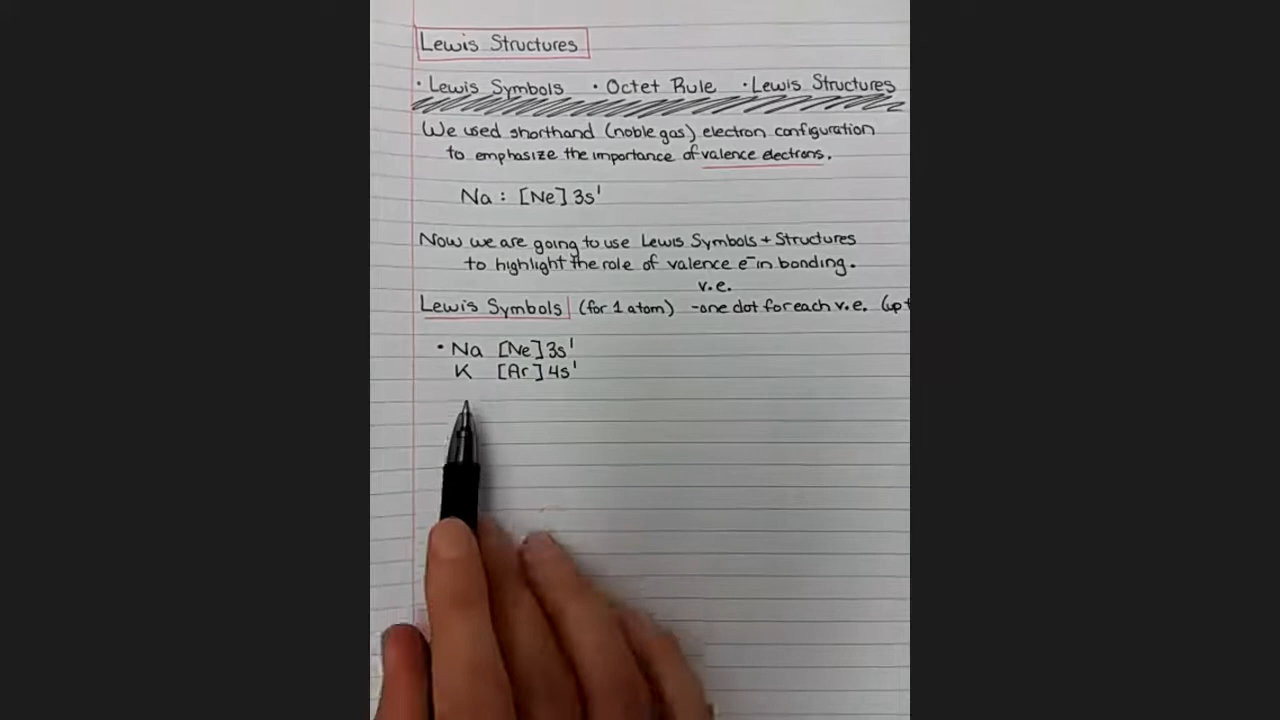 Lewis Structures
· Lewis Symbols · Octet Rule · Lewis Structures
We used shorthand (noble gas) electron configuration
to emphasize the importance of valence electrons.
Na : [Ne] 3s¹
Now we are going to use Lewis Symbols + Structures
to highlight the role of valence e⁻ in bonding.
v.e.
Lewis Symbols (for 1 atom) -one dot for each v.e. (up
· Na [Ne] 3s¹
K [Ar] 4s¹